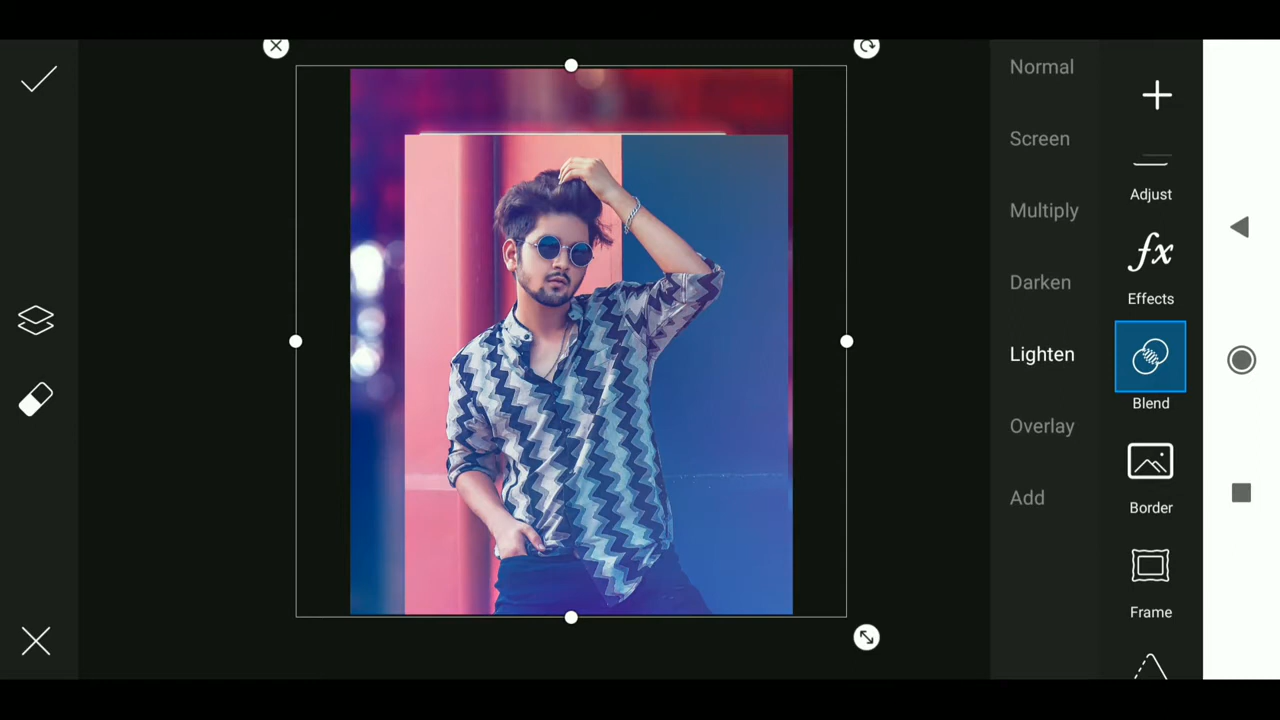 Normal
Screen
Multiply
Darken
Lighten
Overlay
Add
Adjust
fx
Effects
Blend
Border
Frame